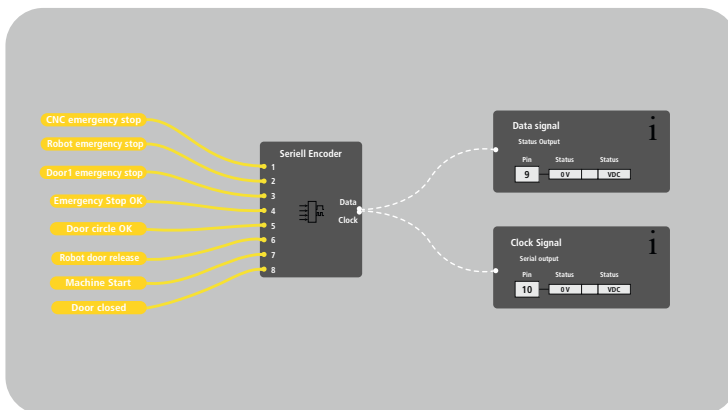 CNC emergency stop
Robot emergency stop
Door1 emergency stop
Emergency Stop OK
Door circle OK
Robot door release
Machine Start
Door closed
Seriell Encoder
1
2
3
4
5
6
7
8
Data
Clock
Data signal
i
Status Output
Pin Status Status
9 0 V VDC
Clock Signal
i
Serial output
Pin Status Status
10 0 V VDC